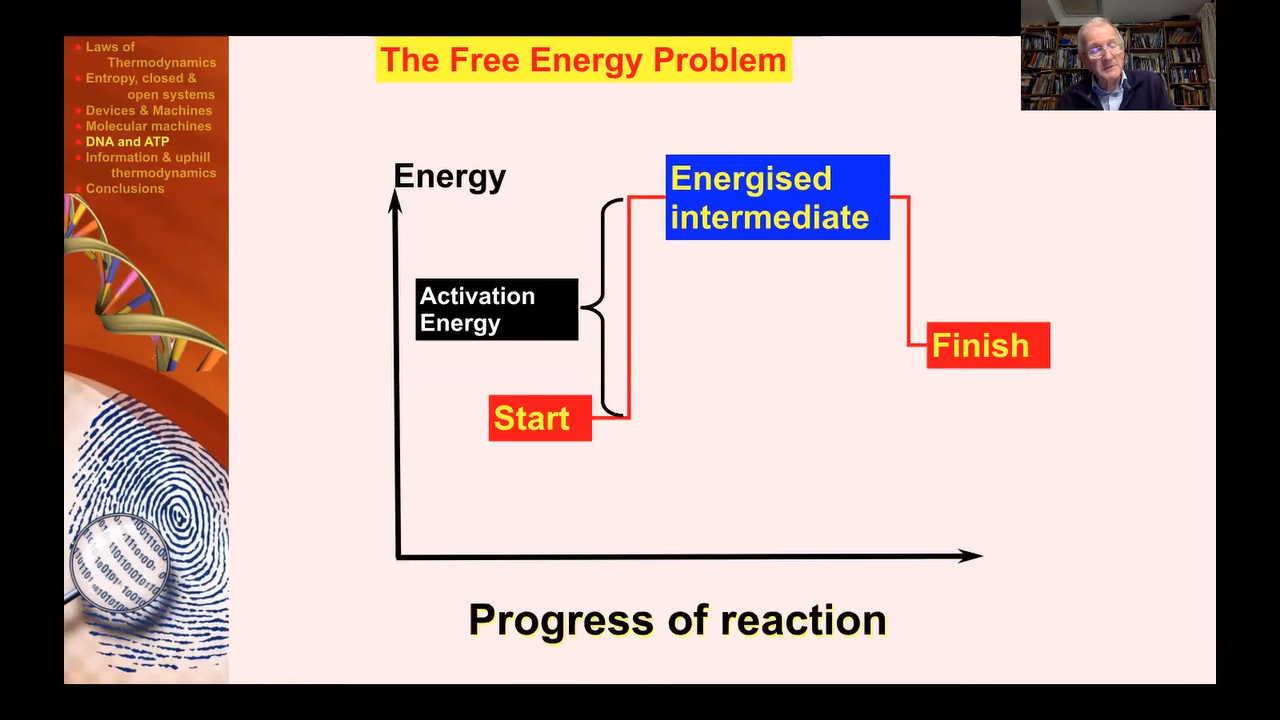 Laws of
Thermodynamics
Entropy, closed &
open systems
Devices & Machines
Molecular machines
DNA and ATP
Information & uphill
thermodynamics
Conclusions
The Free Energy Problem
Energy
Energised
intermediate
Activation
Energy
Finish
Start
Progress of reaction